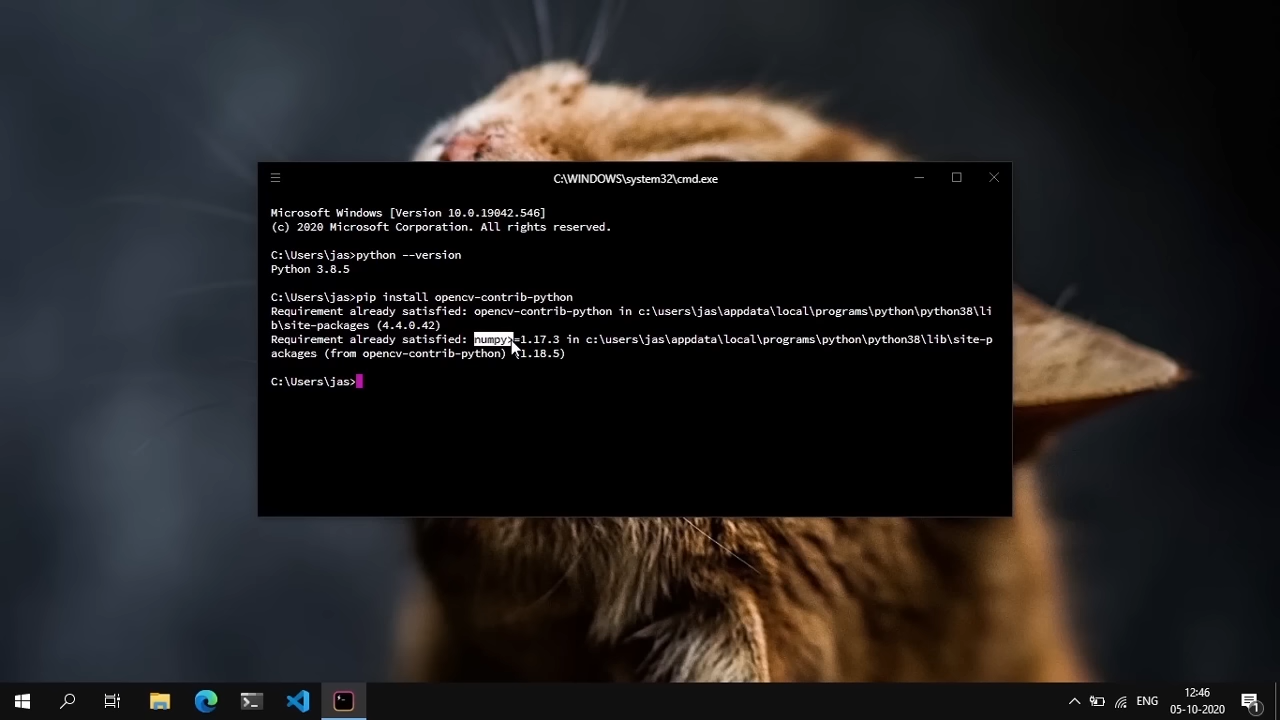 C:\WINDOWS\system32\cmd.exe
Microsoft Windows [Version 10.0.19042.546]
(c) 2020 Microsoft Corporation. All rights reserved.
C:\Users\jas>python --version
Python 3.8.5
C:\Users\jas>pip install opencv-contrib-python
Requirement already satisfied: opencv-contrib-python in c:\users\jas\appdata\local\programs\python\python38\li
b\site-packages (4.4.0.42)
Requirement already satisfied: numpy>=1.17.3 in c:\users\jas\appdata\local\programs\python\python38\lib\site-p
ackages (from opencv-contrib-python) (1.18.5)
C:\Users\jas>
ENG
12:46
05-10-2020
1